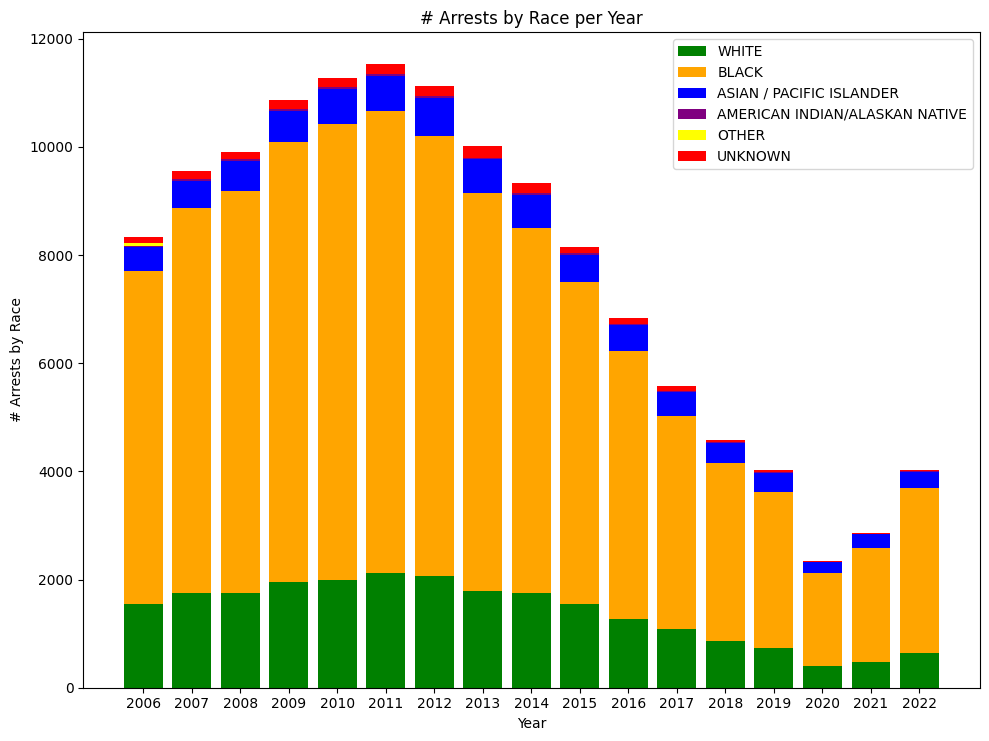 # Arrests by Race per Year
12000
10000
8000
6000
4000
2000
0
# Arrests by Race
WHITE
BLACK
ASIAN / PACIFIC ISLANDER
AMERICAN INDIAN/ALASKAN NATIVE
OTHER
UNKNOWN
2006 2007 2008 2009 2010 2011 2012 2013 2014 2015 2016 2017 2018 2019 2020 2021 2022
Year